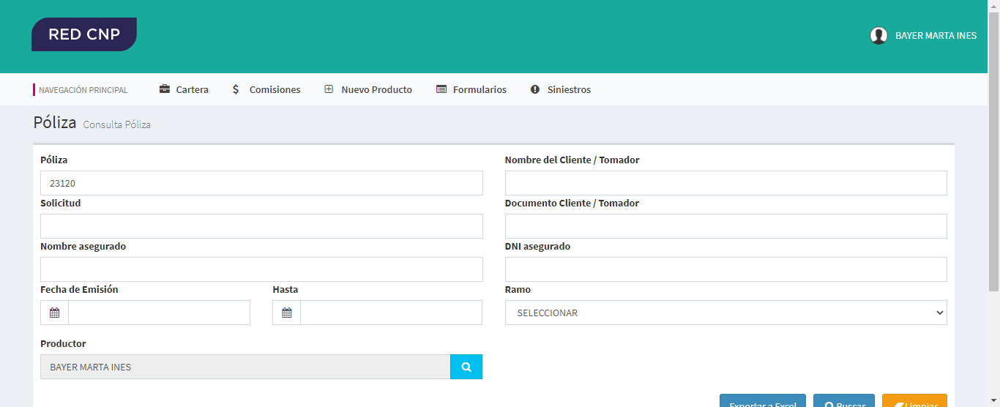 RED CNP
BAYER MARTA INES
NAVEGACIÓN PRINCIPAL Cartera $ Comisiones Nuevo Producto Formularios Siniestros
Póliza Consulta Póliza
Póliza Nombre del Cliente / Tomador
23120
Solicitud Documento Cliente / Tomador
Nombre asegurado DNI asegurado
Fecha de Emisión Hasta Ramo
SELECCIONAR
Productor
BAYER MARTA INES
Exportar a Excel Buscar Limpiar